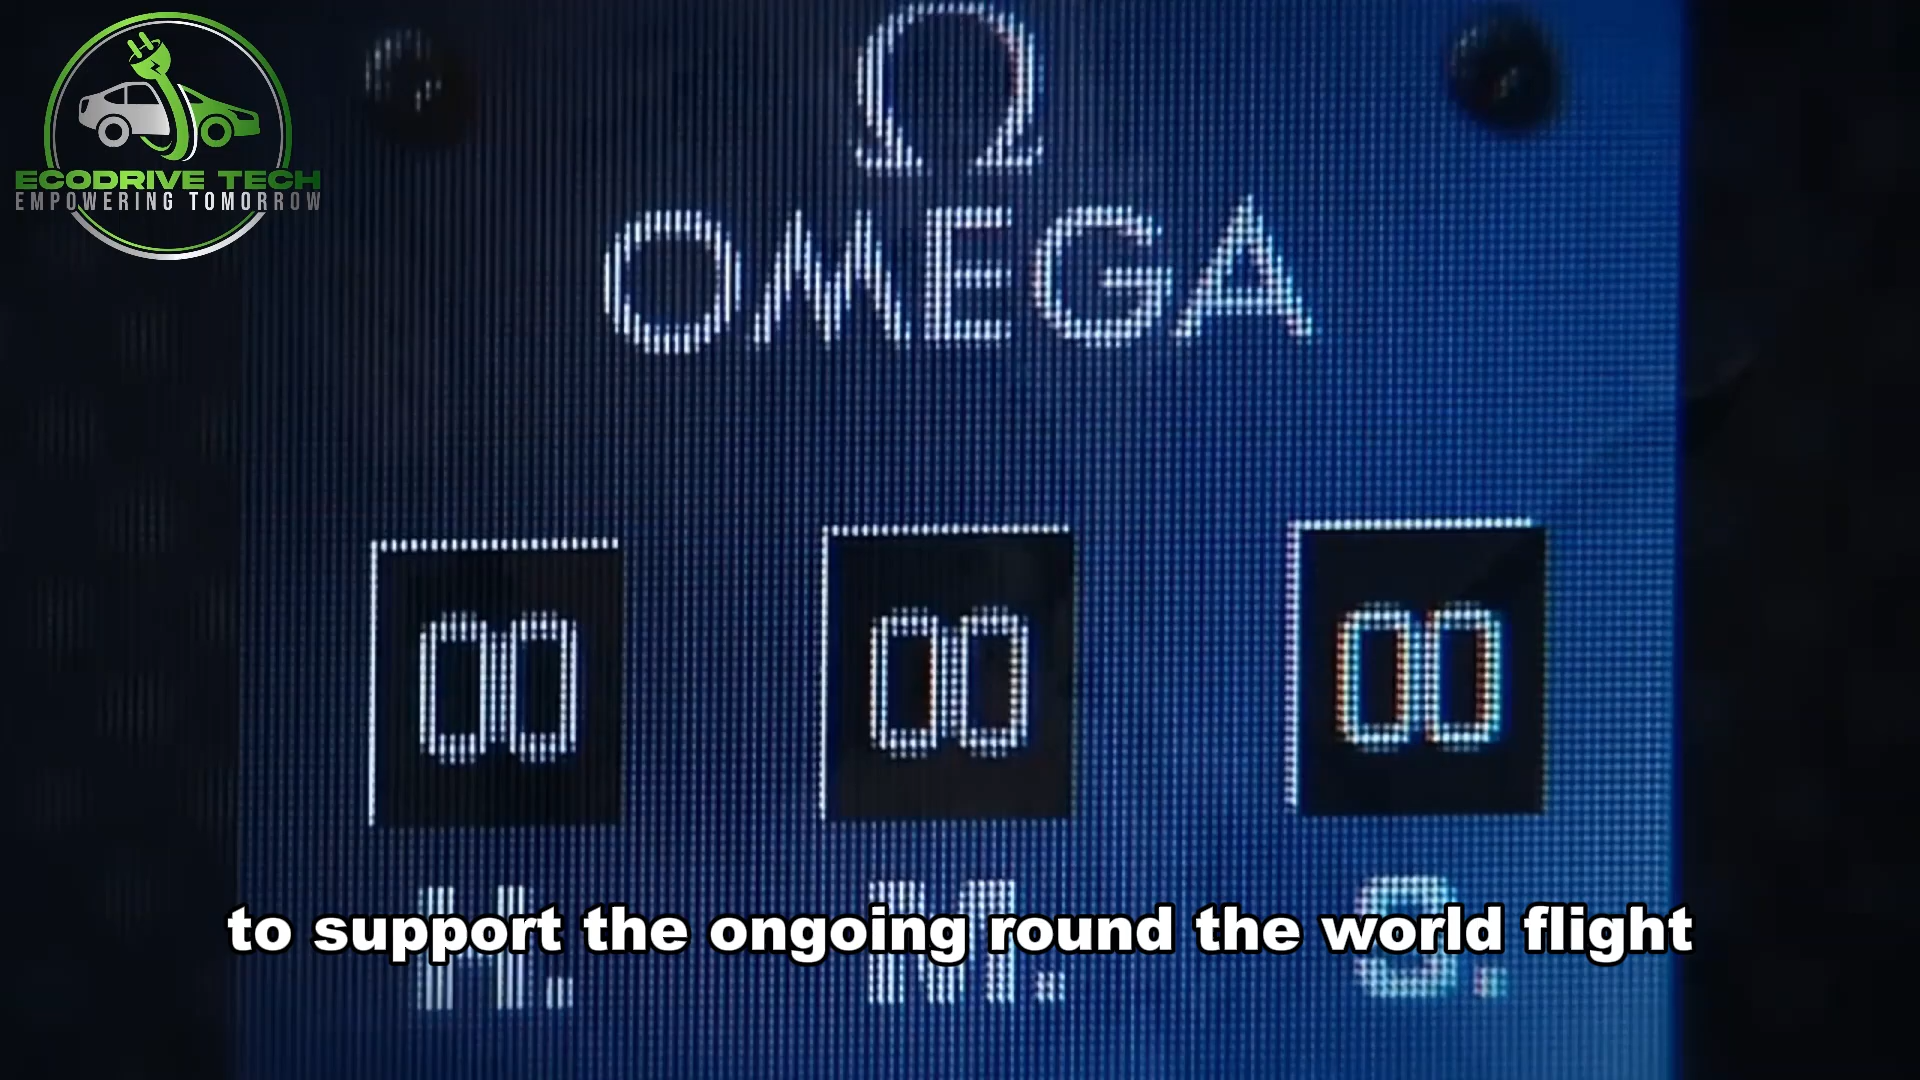 ECODRIVE TECH
EMPOWERING TOMORROW
Ω
OMEGA
00 00 00
H. M. S.
to support the ongoing round the world flight